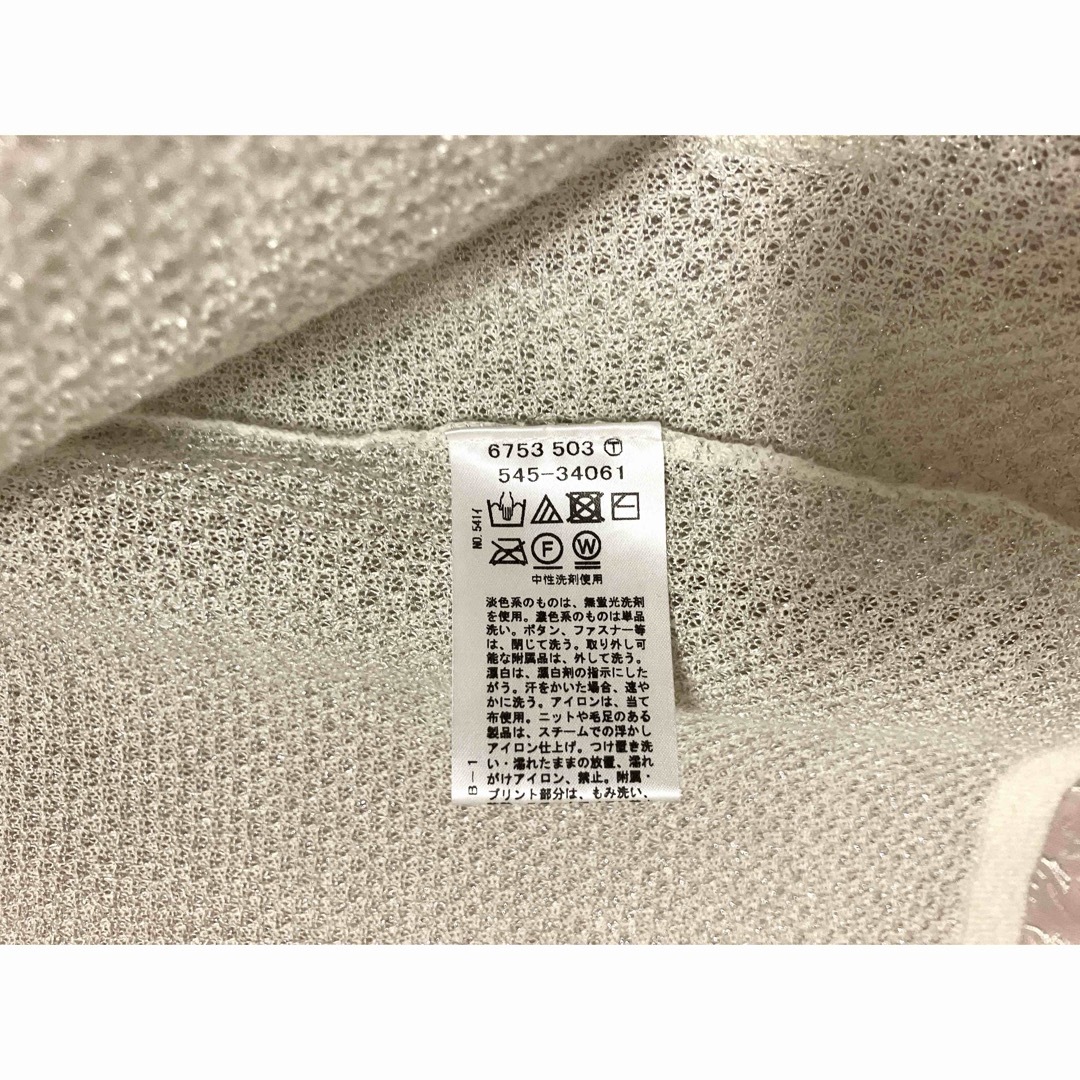 6753 503 Ⓣ
545-34061
NO.541イ
F W
中性洗剤使用
淡色系のものは、無蛍光洗剤
を使用。濃色系のものは単品
洗い。ボタン、ファスナー等
は、閉じて洗う。取り外し可
能な附属品は、外して洗う。
漂白は、漂白剤の指示にした
がう。汗をかいた場合、速や
かに洗う。アイロンは、当て
布使用。ニットや毛足のある
製品は、スチームでの浮かし
アイロン仕上げ。つけ置き洗
い・濡れたままの放置、濡れ
がけアイロン、禁止。附属・
プリント部分は、もみ洗い、
B-1